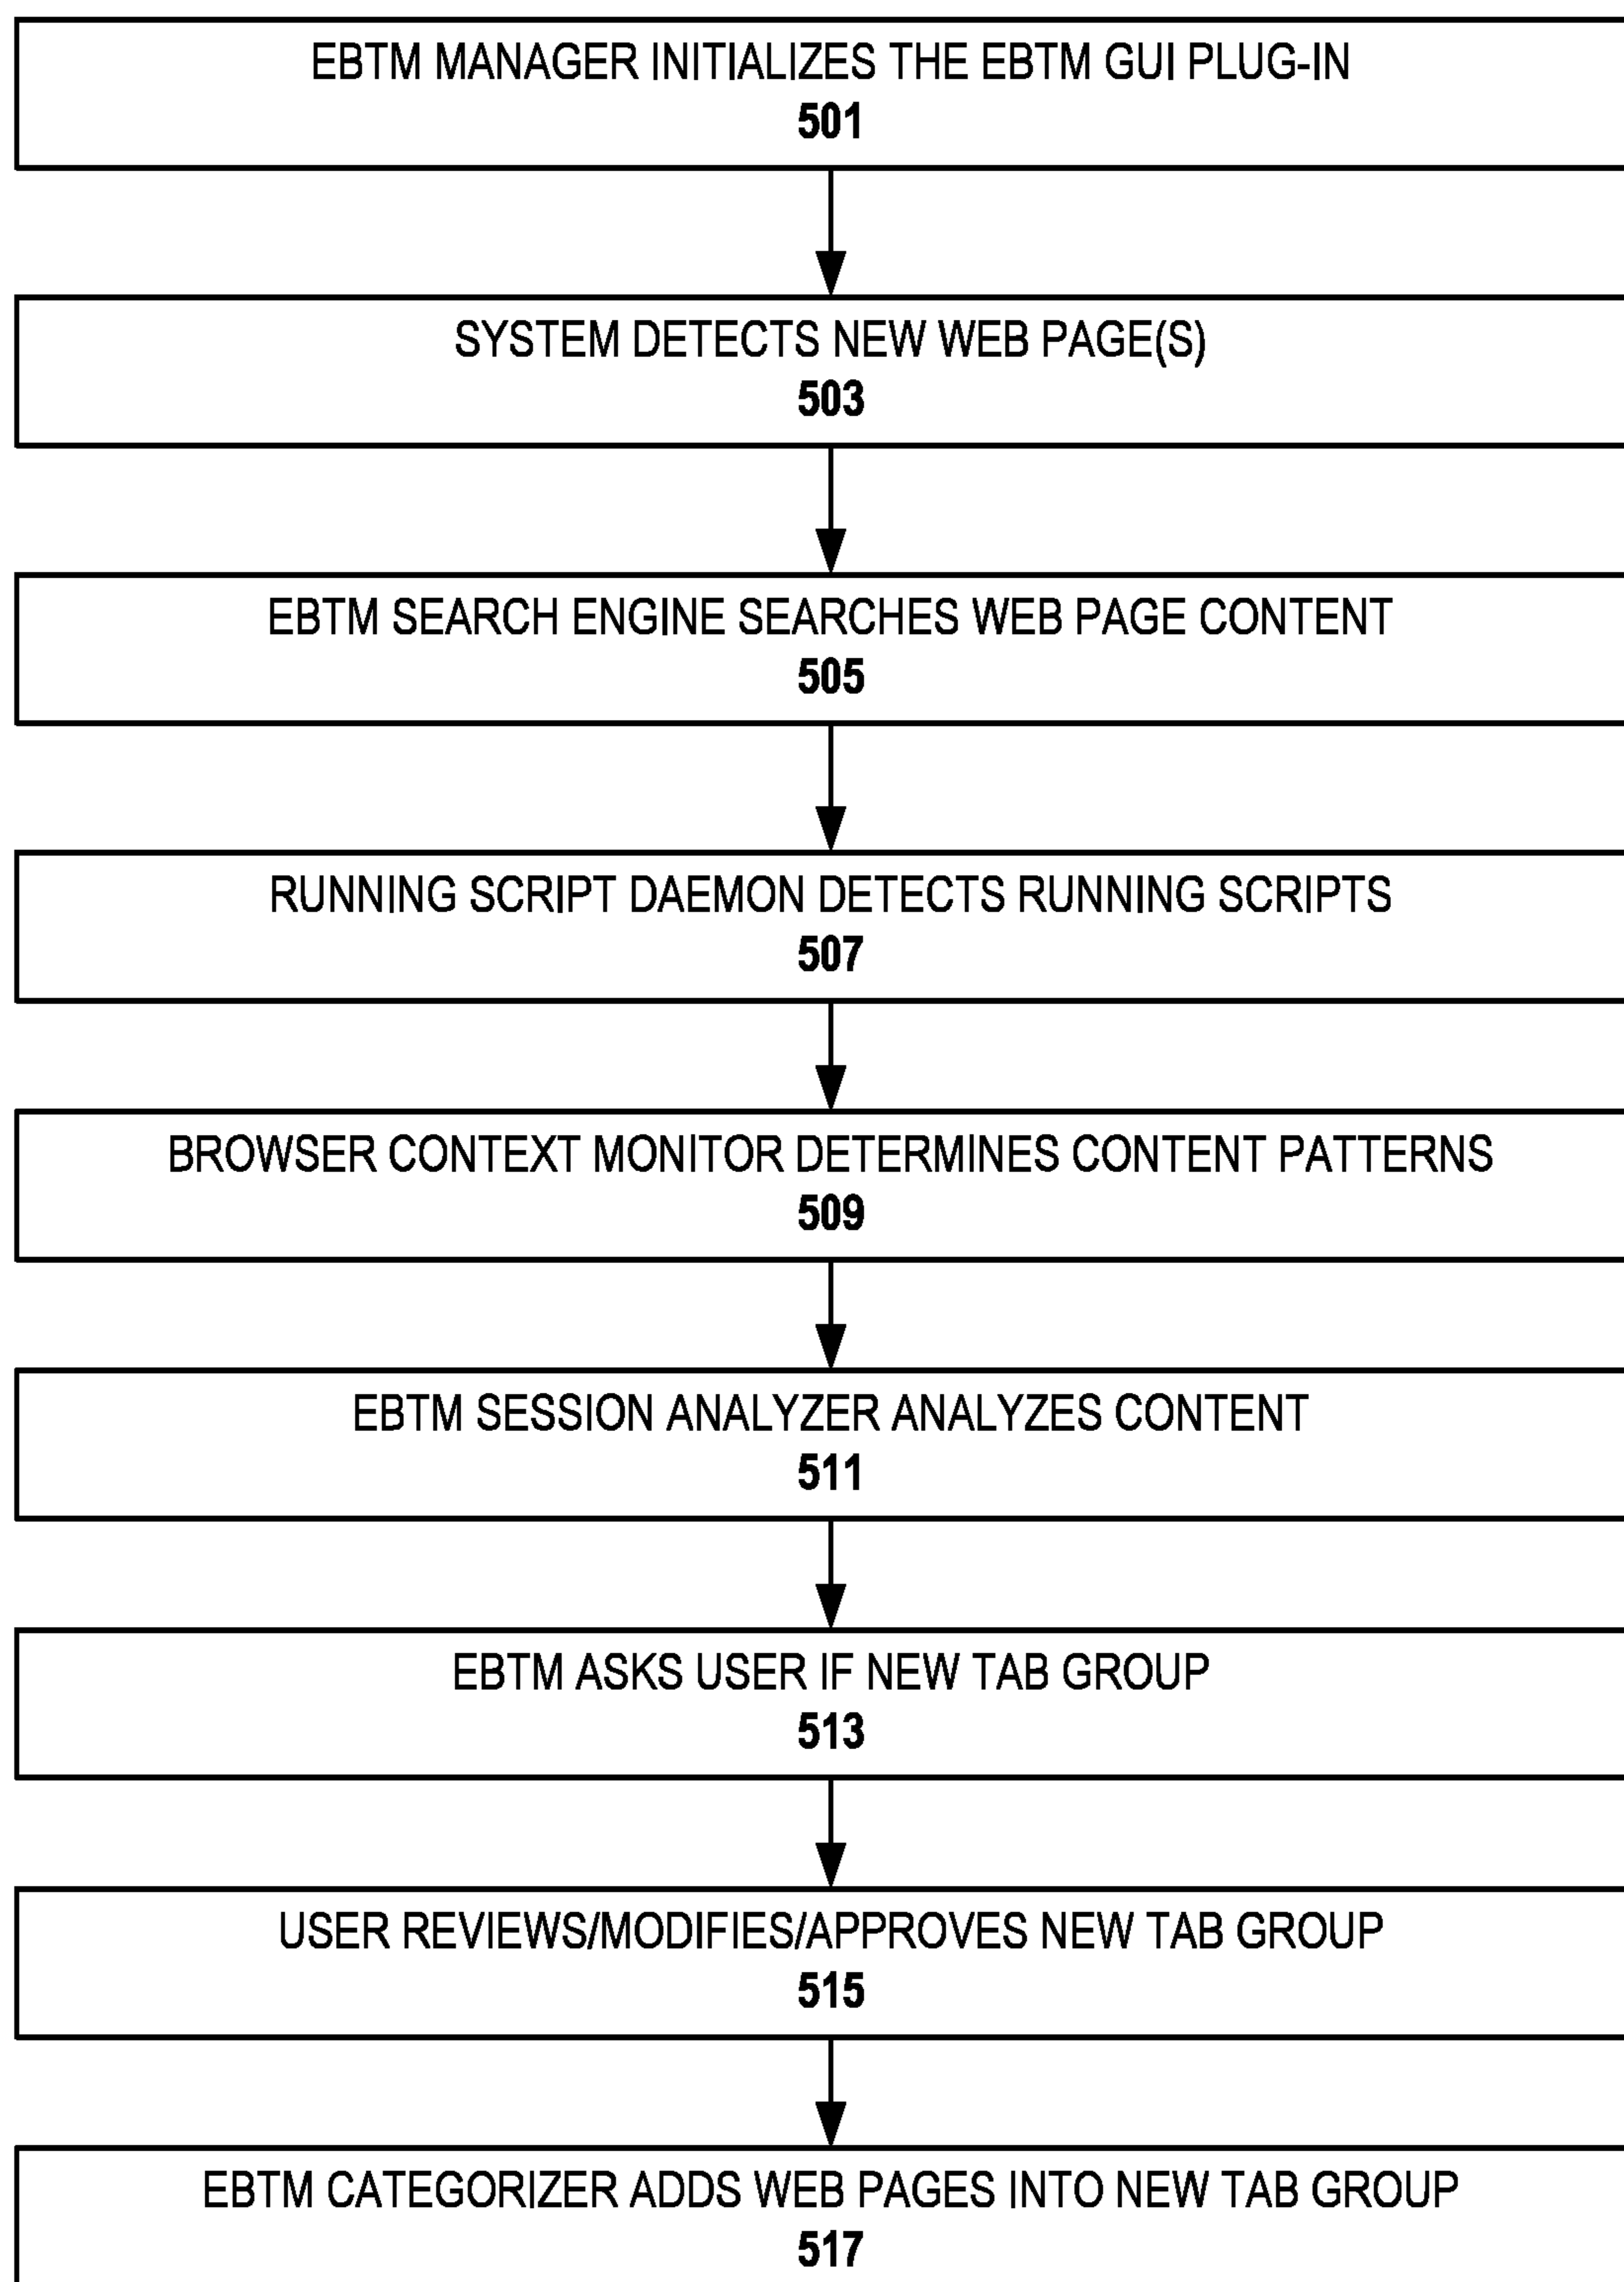 EBTM MANAGER INITIALIZES THE EBTM GUI PLUG-IN
501
SYSTEM DETECTS NEW WEB PAGE(S)
503
EBTM SEARCH ENGINE SEARCHES WEB PAGE CONTENT
505
RUNNING SCRIPT DAEMON DETECTS RUNNING SCRIPTS
507
BROWSER CONTEXT MONITOR DETERMINES CONTENT PATTERNS
509
EBTM SESSION ANALYZER ANALYZES CONTENT
511
EBTM ASKS USER IF NEW TAB GROUP
513
USER REVIEWS/MODIFIES/APPROVES NEW TAB GROUP
515
EBTM CATEGORIZER ADDS WEB PAGES INTO NEW TAB GROUP
517